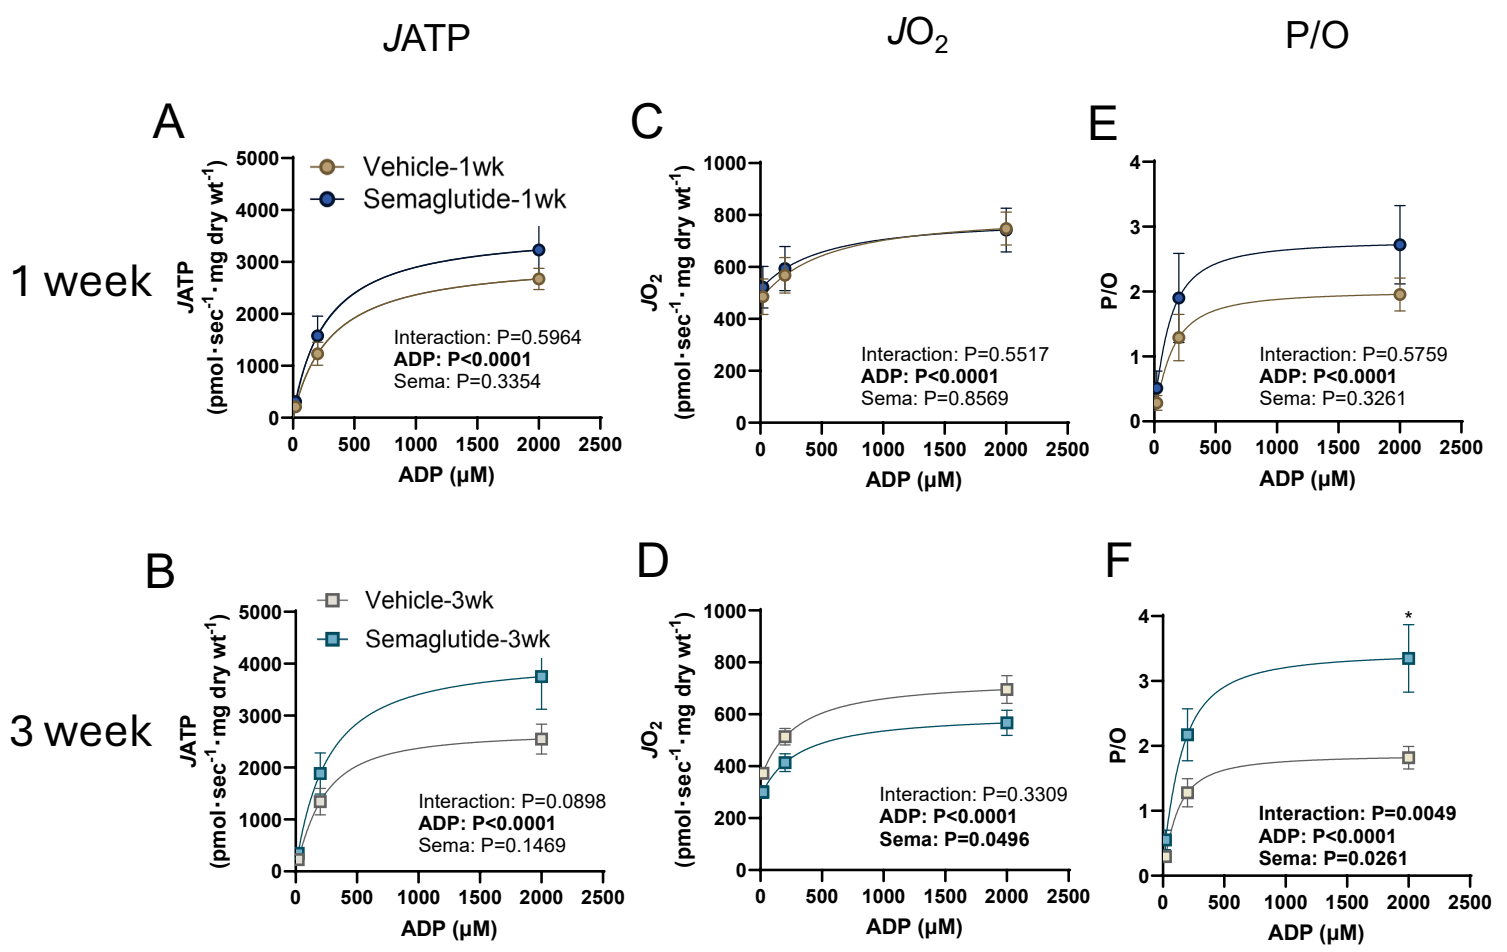 JATP
JO₂
P/O
1 week
A
JATP
(pmol·sec⁻¹·mg dry wt⁻¹)
5000
4000
3000
2000
1000
0
Vehicle-1wk
Semaglutide-1wk
Interaction: P=0.5964
ADP: P<0.0001
Sema: P=0.3354
0 500 1000 1500 2000 2500
ADP (µM)
C
JO₂
(pmol·sec⁻¹·mg dry wt⁻¹)
1000
800
600
400
200
0
Interaction: P=0.5517
ADP: P<0.0001
Sema: P=0.8569
0 500 1000 1500 2000 2500
ADP (µM)
E
P/O
4
3
2
1
0
Interaction: P=0.5759
ADP: P<0.0001
Sema: P=0.3261
0 500 1000 1500 2000 2500
ADP (µM)
3 week
B
JATP
(pmol·sec⁻¹·mg dry wt⁻¹)
5000
4000
3000
2000
1000
0
Vehicle-3wk
Semaglutide-3wk
Interaction: P=0.0898
ADP: P<0.0001
Sema: P=0.1469
0 500 1000 1500 2000 2500
ADP (µM)
D
JO₂
(pmol·sec⁻¹·mg dry wt⁻¹)
1000
800
600
400
200
0
Interaction: P=0.3309
ADP: P<0.0001
Sema: P=0.0496
0 500 1000 1500 2000 2500
ADP (µM)
F
P/O
4
3
2
1
0
*
Interaction: P=0.0049
ADP: P<0.0001
Sema: P=0.0261
0 500 1000 1500 2000 2500
ADP (µM)